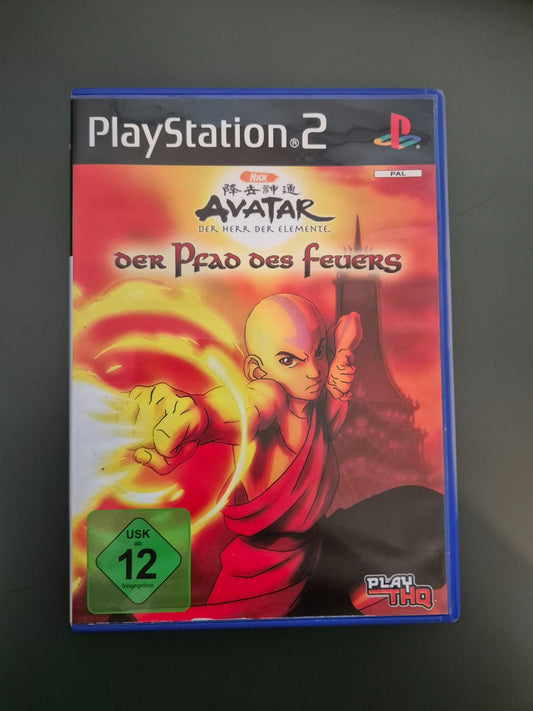 PlayStation®2
PAL
Nick
降去神通
AVATAR
DER HERR DER ELEMENTE.
DER PFAD DES FEUERS
USK
ab
12
freigegeben
PLAY
THQ